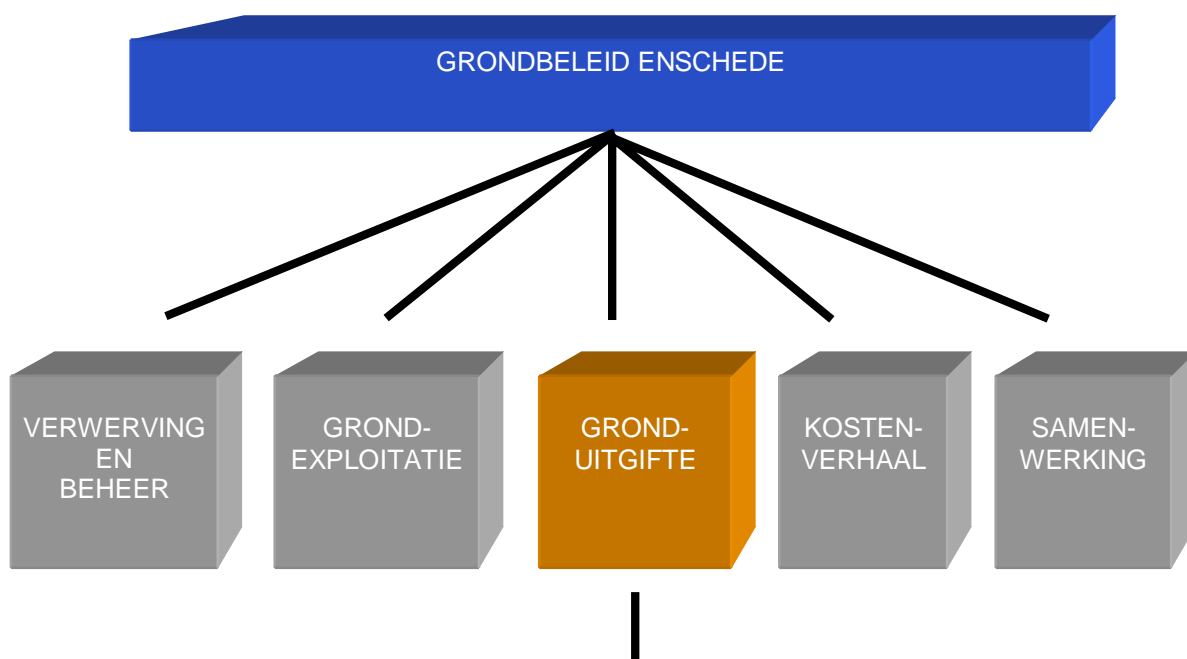 GRONDBELEID ENSCHEDE
VERWERVING
EN
BEHEER
GROND-
EXPLOITATIE
GROND-
UITGIFTE
KOSTEN-
VERHAAL
SAMEN-
WERKING